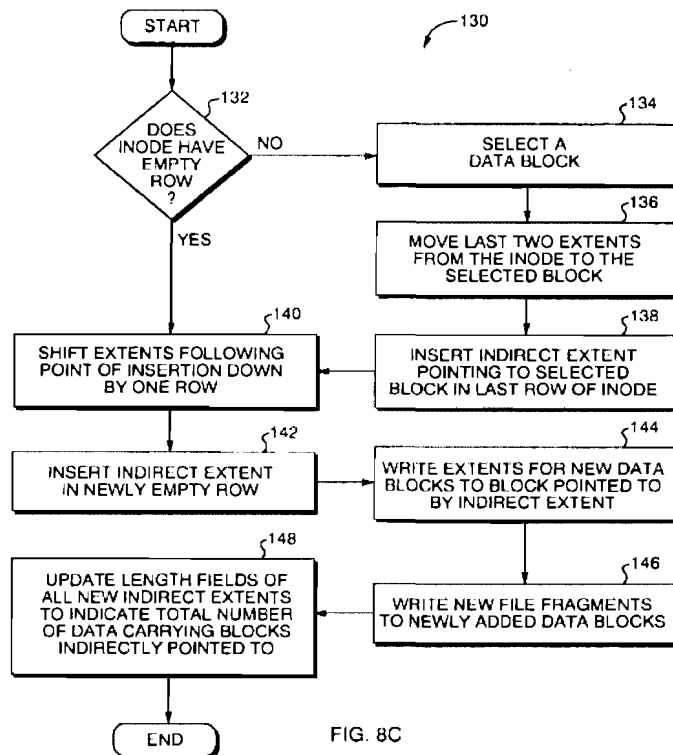 START
130
132
DOES
INODE HAVE
EMPTY
ROW
?
NO
YES
134
SELECT A
DATA BLOCK
136
MOVE LAST TWO EXTENTS
FROM THE INODE TO THE
SELECTED BLOCK
138
INSERT INDIRECT EXTENT
POINTING TO SELECTED
BLOCK IN LAST ROW OF INODE
140
SHIFT EXTENTS FOLLOWING
POINT OF INSERTION DOWN
BY ONE ROW
142
INSERT INDIRECT EXTENT
IN NEWLY EMPTY ROW
144
WRITE EXTENTS FOR NEW DATA
BLOCKS TO BLOCK POINTED TO
BY INDIRECT EXTENT
146
WRITE NEW FILE FRAGMENTS
TO NEWLY ADDED DATA BLOCKS
148
UPDATE LENGTH FIELDS OF
ALL NEW INDIRECT EXTENTS
TO INDICATE TOTAL NUMBER
OF DATA CARRYING BLOCKS
INDIRECTLY POINTED TO
END
FIG. 8C